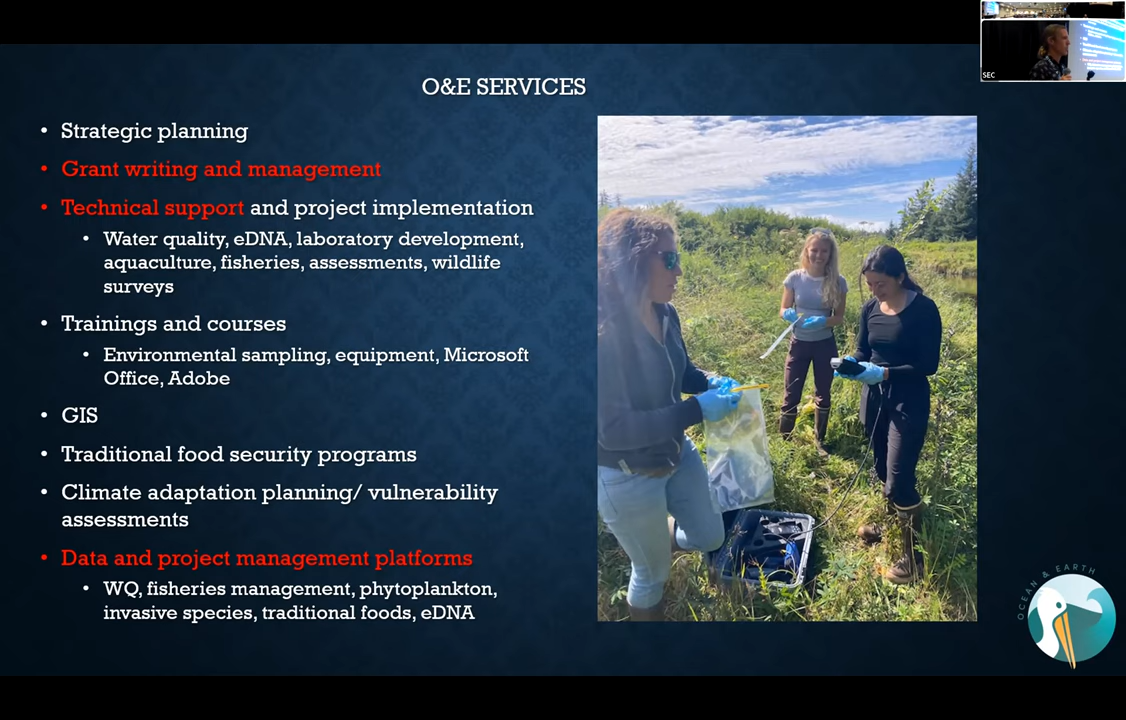 SEC
O&E SERVICES
• Strategic planning
• Grant writing and management
• Technical support and project implementation
• Water quality, eDNA, laboratory development,
aquaculture, fisheries, assessments, wildlife
surveys
• Trainings and courses
• Environmental sampling, equipment, Microsoft
Office, Adobe
• GIS
• Traditional food security programs
• Climate adaptation planning/ vulnerability
assessments
• Data and project management platforms
• WQ, fisheries management, phytoplankton,
invasive species, traditional foods, eDNA
OCEAN & EARTH